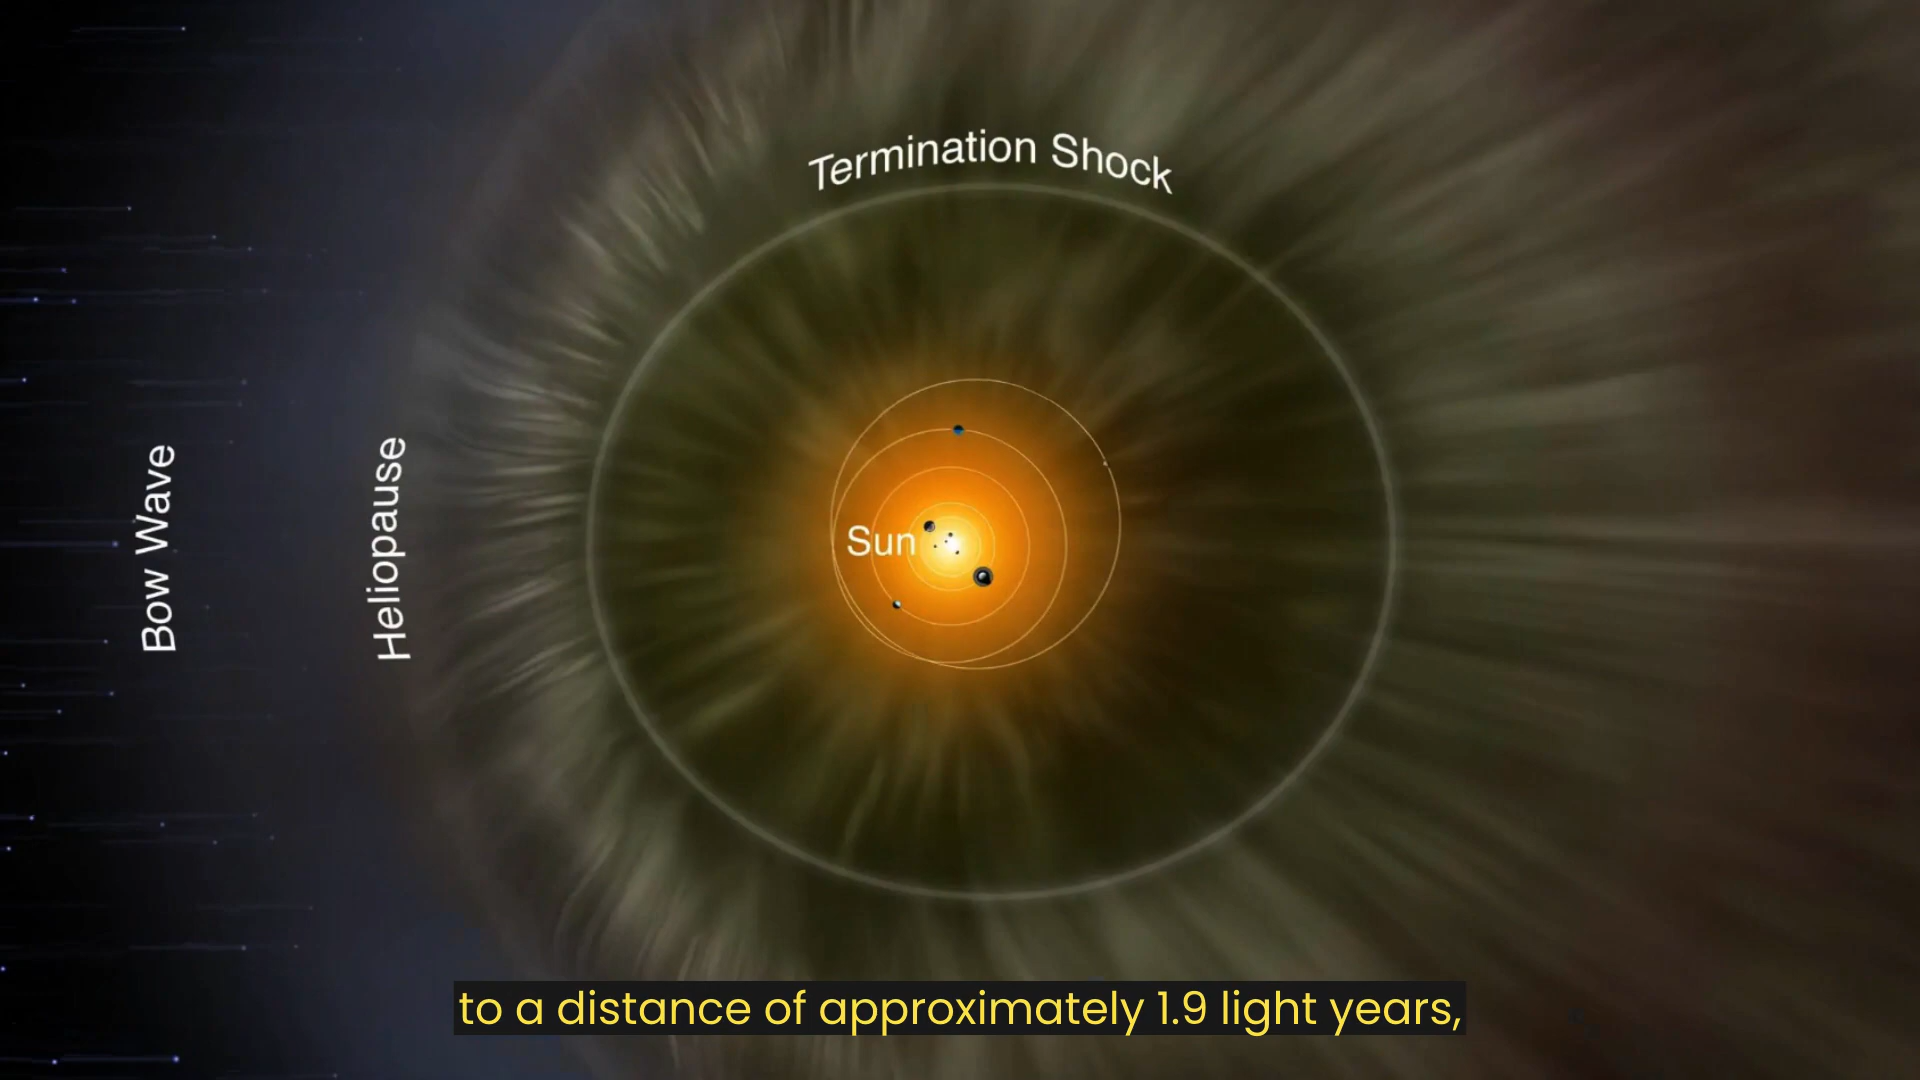 Termination Shock
Bow Wave
Heliopause
Sun
to a distance of approximately 1.9 light years,